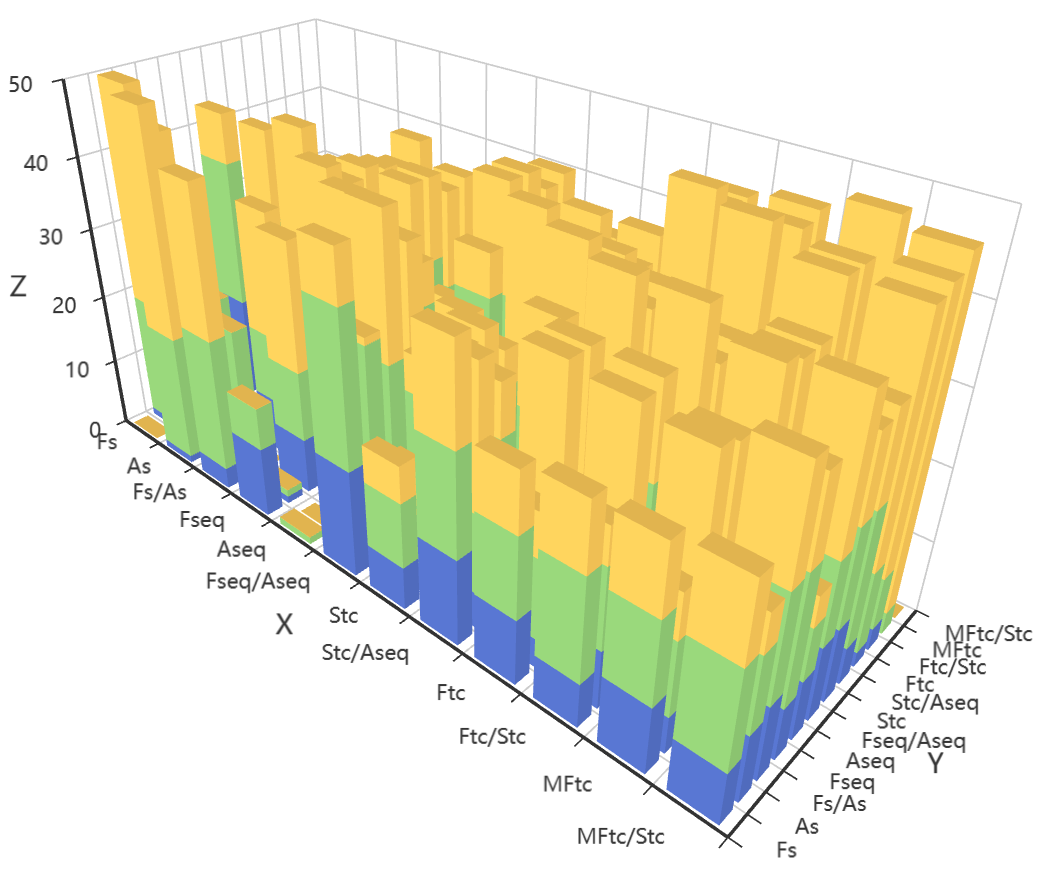 50
40
30
20
10
0
Z
Fs
As
Fs/As
Fseq
Aseq
Fseq/Aseq
Stc
Stc/Aseq
Ftc
Ftc/Stc
MFtc
MFtc/Stc
X
MFtc/Stc
MFtc
Ftc/Stc
Ftc
Stc/Aseq
Stc
Fseq/Aseq
Aseq
Fseq
Fs/As
As
Fs
Y